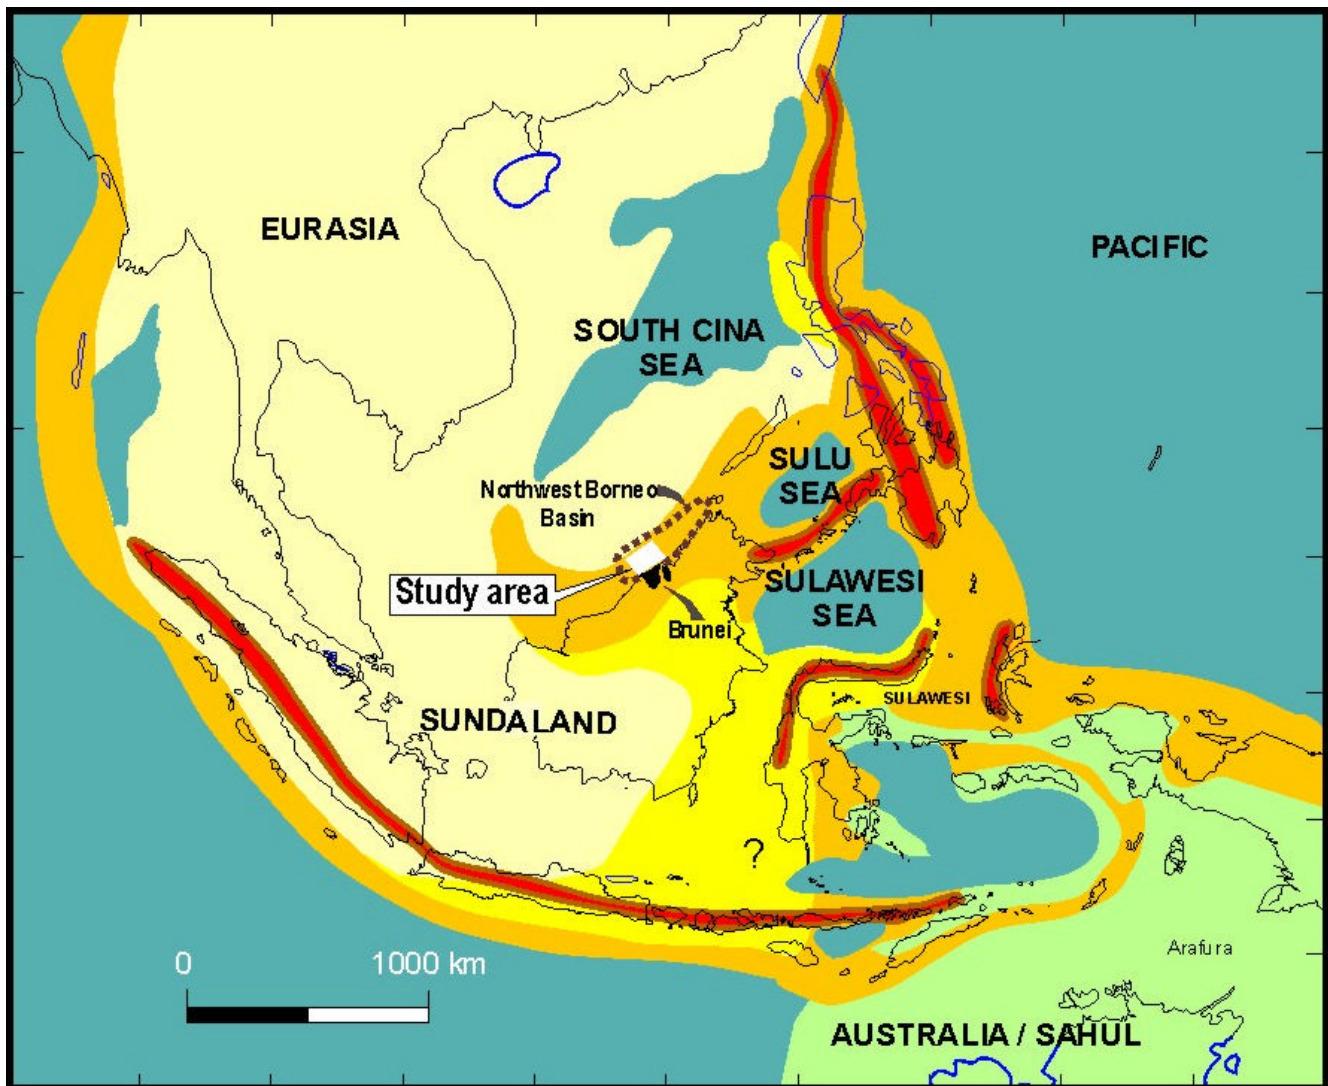 EURASIA
PACIFIC
SOUTH CINA
SEA
SULU
SEA
Northwest Borneo
Basin
Study area
SULAWESI
SEA
Brunei
SULAWESI
SUNDALAND
?
Arafura
0 1000 km
AUSTRALIA / SAHUL